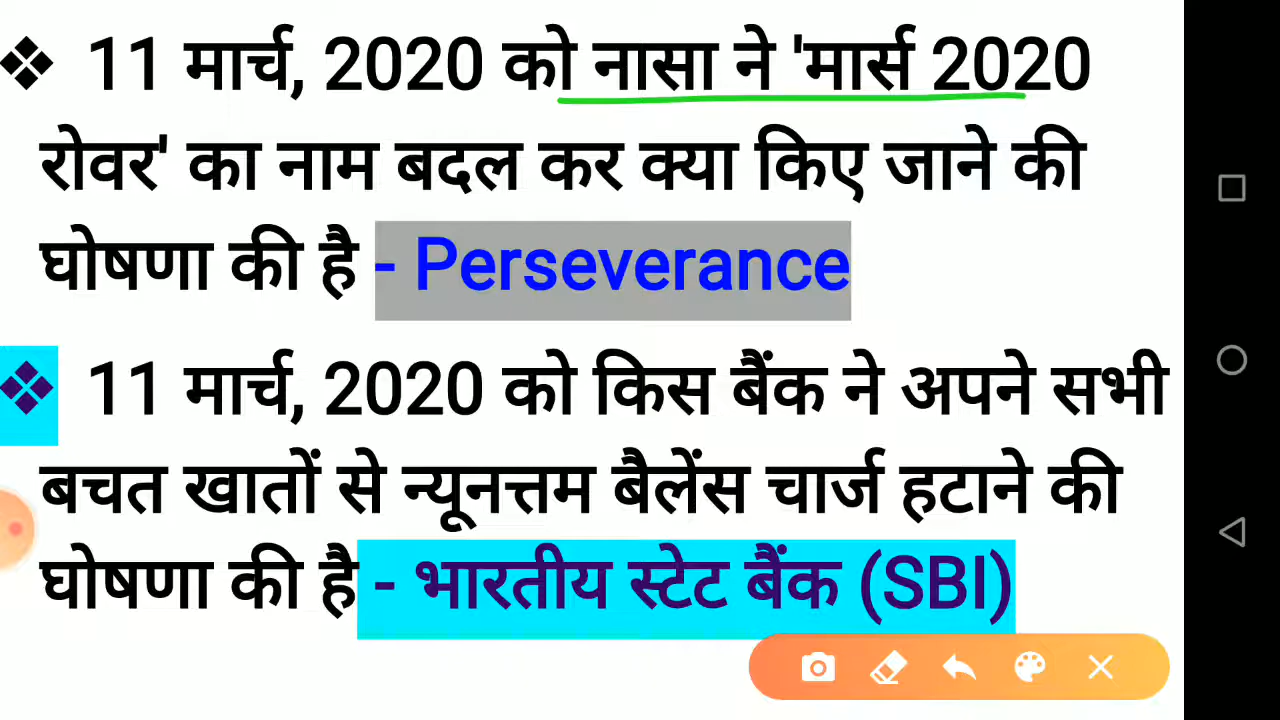 ❖ 11 मार्च, 2020 को नासा ने 'मार्स 2020
रोवर' का नाम बदल कर क्या किए जाने की
घोषणा की है - Perseverance
❖ 11 मार्च, 2020 को किस बैंक ने अपने सभी
बचत खातों से न्यूनत्तम बैलेंस चार्ज हटाने की
घोषणा की है - भारतीय स्टेट बैंक (SBI)